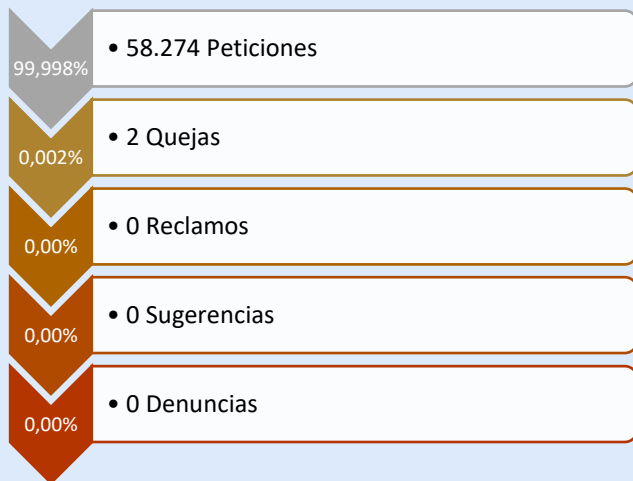 99,998%
• 58.274 Peticiones
0,002%
• 2 Quejas
0,00%
• 0 Reclamos
0,00%
• 0 Sugerencias
0,00%
• 0 Denuncias